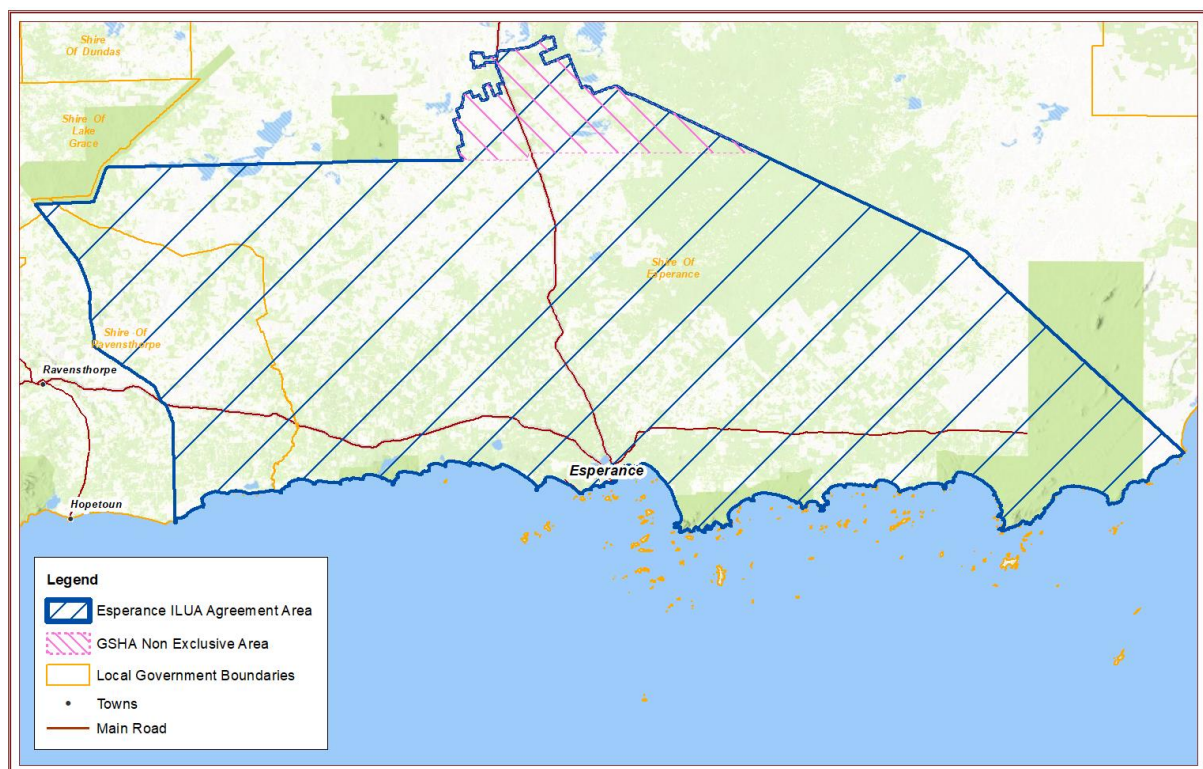 Shire
Of Dundas
Shire Of
Lake
Grace
Shire Of
Esperance
Shire Of
Ravensthorpe
Ravensthorpe
Esperance
Hopetoun
Legend
Esperance ILUA Agreement Area
GSHA Non Exclusive Area
Local Government Boundaries
Towns
Main Road